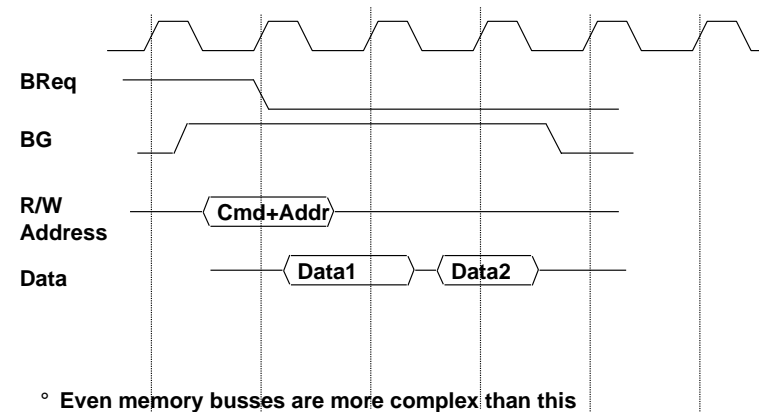 BReq
BG
R/W
Address
Cmd+Addr
Data
Data1
Data2
° Even memory busses are more complex than this